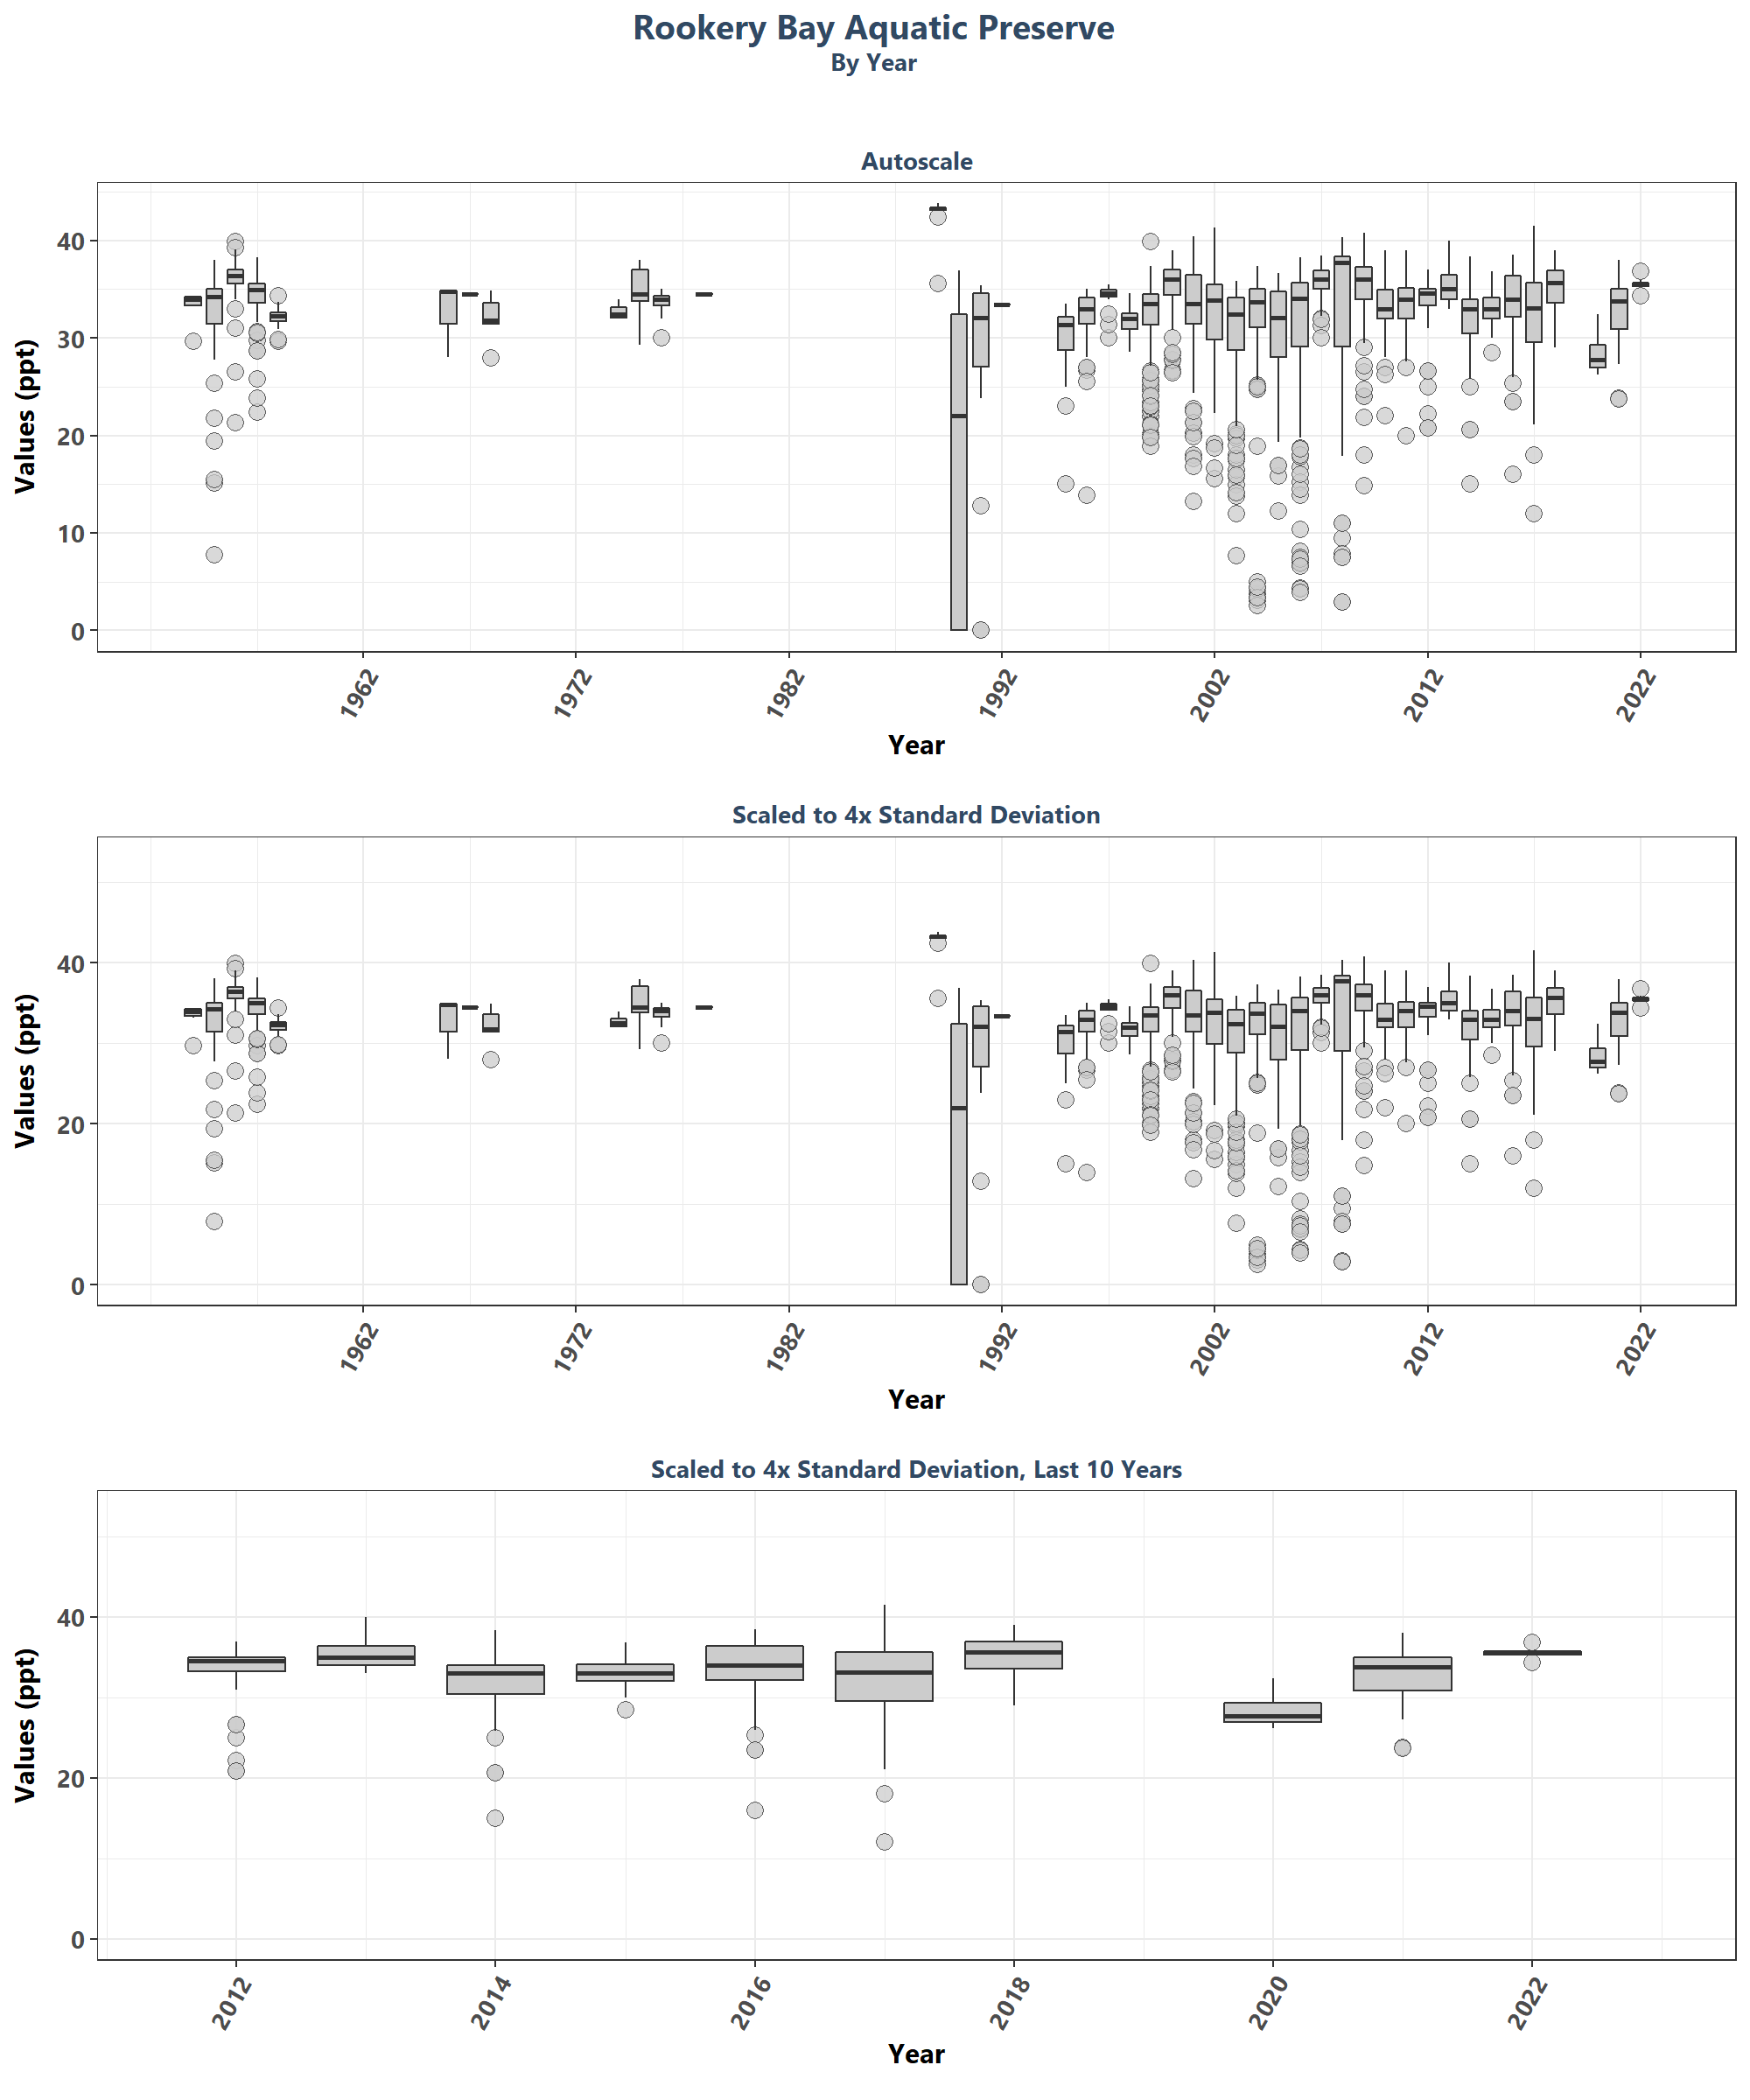 Rookery Bay Aquatic Preserve
By Year
Autoscale
Values (ppt)
40
30
20
10
0
1962 1972 1982 1992 2002 2012 2022
Year
Scaled to 4x Standard Deviation
Values (ppt)
40
20
0
1962 1972 1982 1992 2002 2012 2022
Year
Scaled to 4x Standard Deviation, Last 10 Years
Values (ppt)
40
20
0
2012 2014 2016 2018 2020 2022
Year